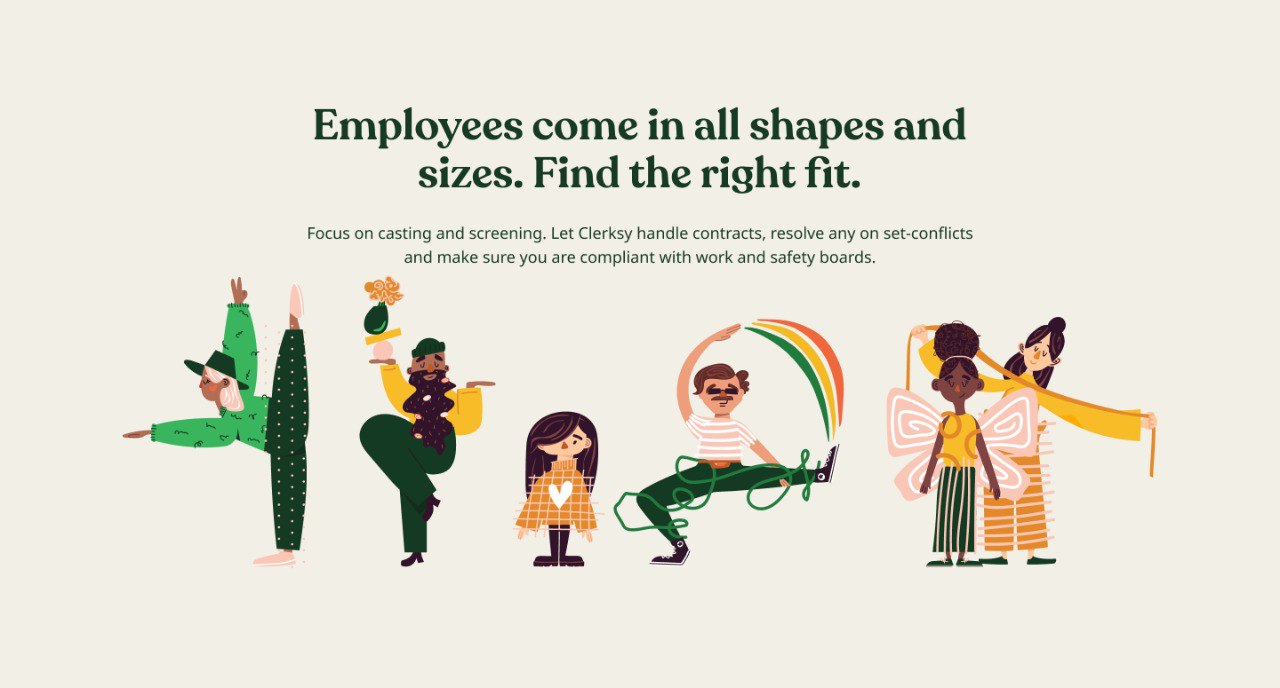 Employees come in all shapes and
sizes. Find the right fit.
Focus on casting and screening. Let Clerksy handle contracts, resolve any on set-conflicts
and make sure you are compliant with work and safety boards.